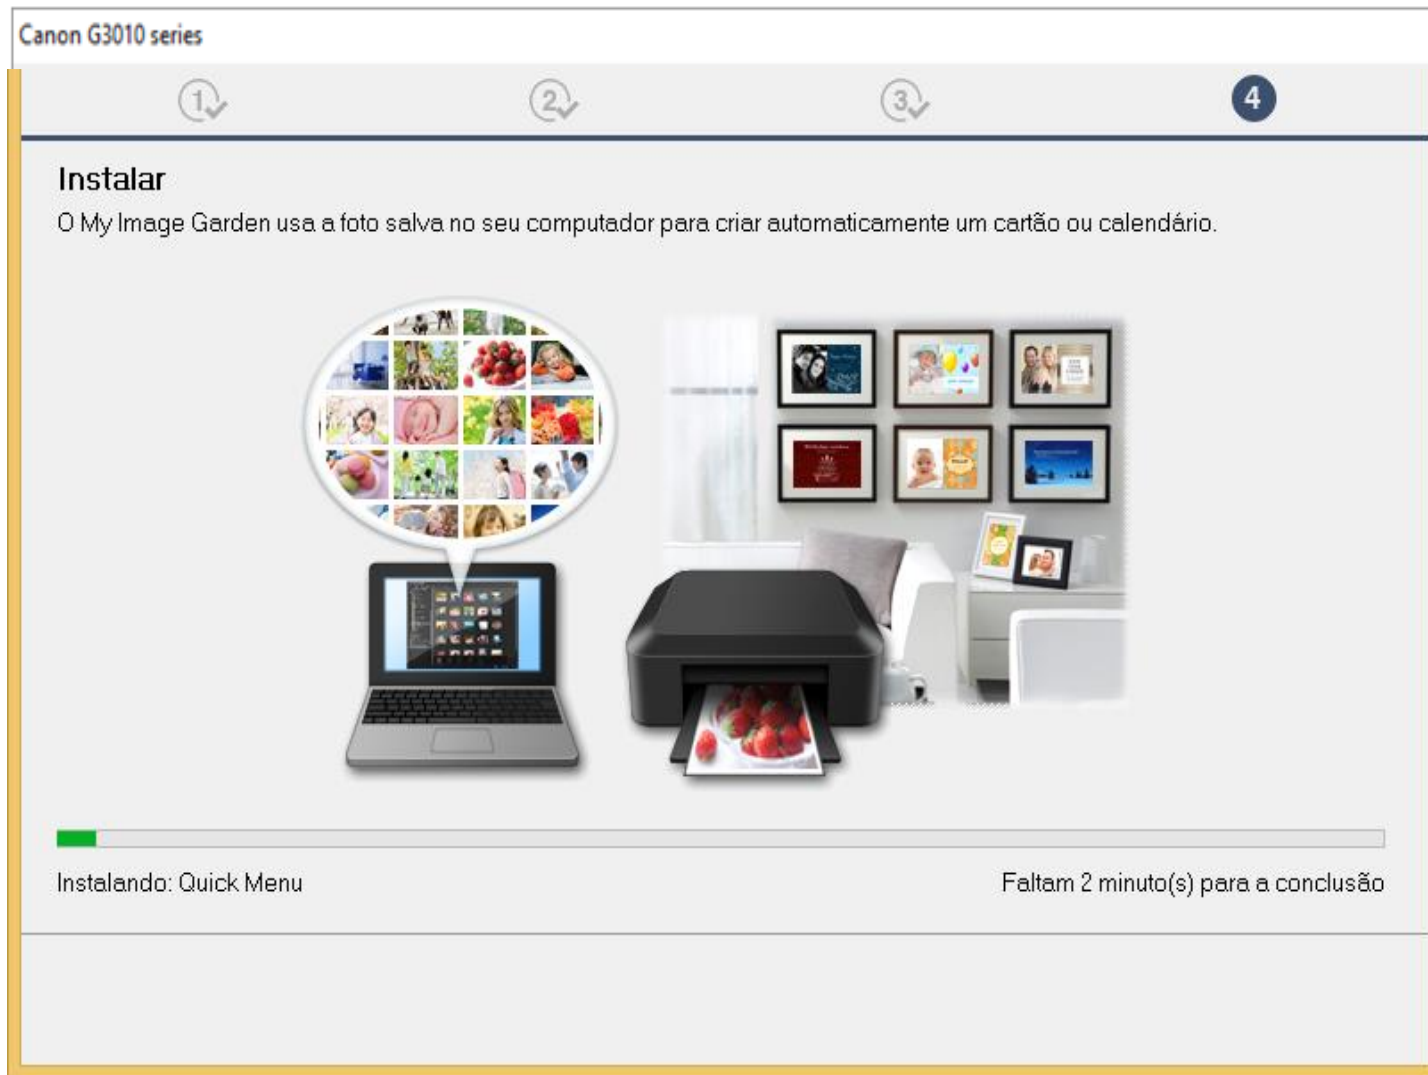 Canon G3010 series
1 2 3 4
Instalar
O My Image Garden usa a foto salva no seu computador para criar automaticamente um cartão ou calendário.
Instalando: Quick Menu
Faltam 2 minuto(s) para a conclusão